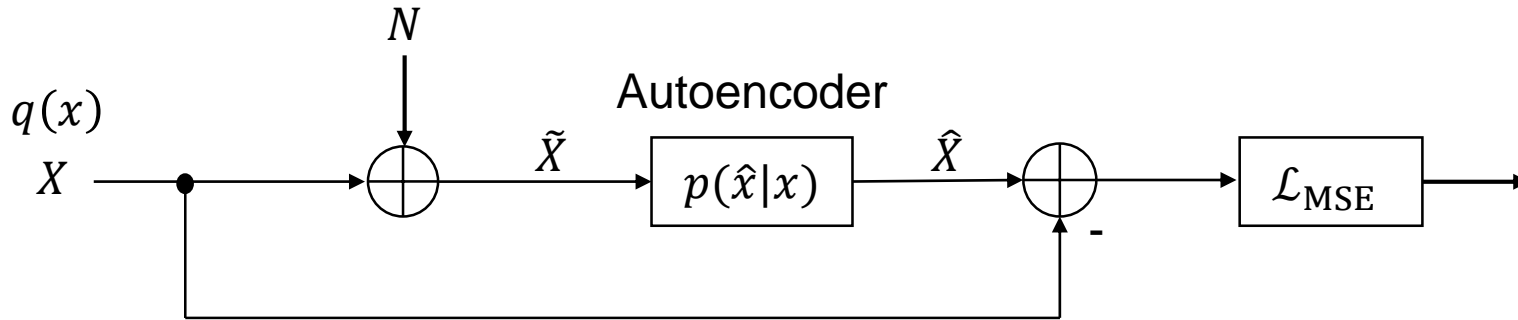 N
Autoencoder
q(x)
X
X̃
p(x̂|x)
X̂
ℒ_MSE
-